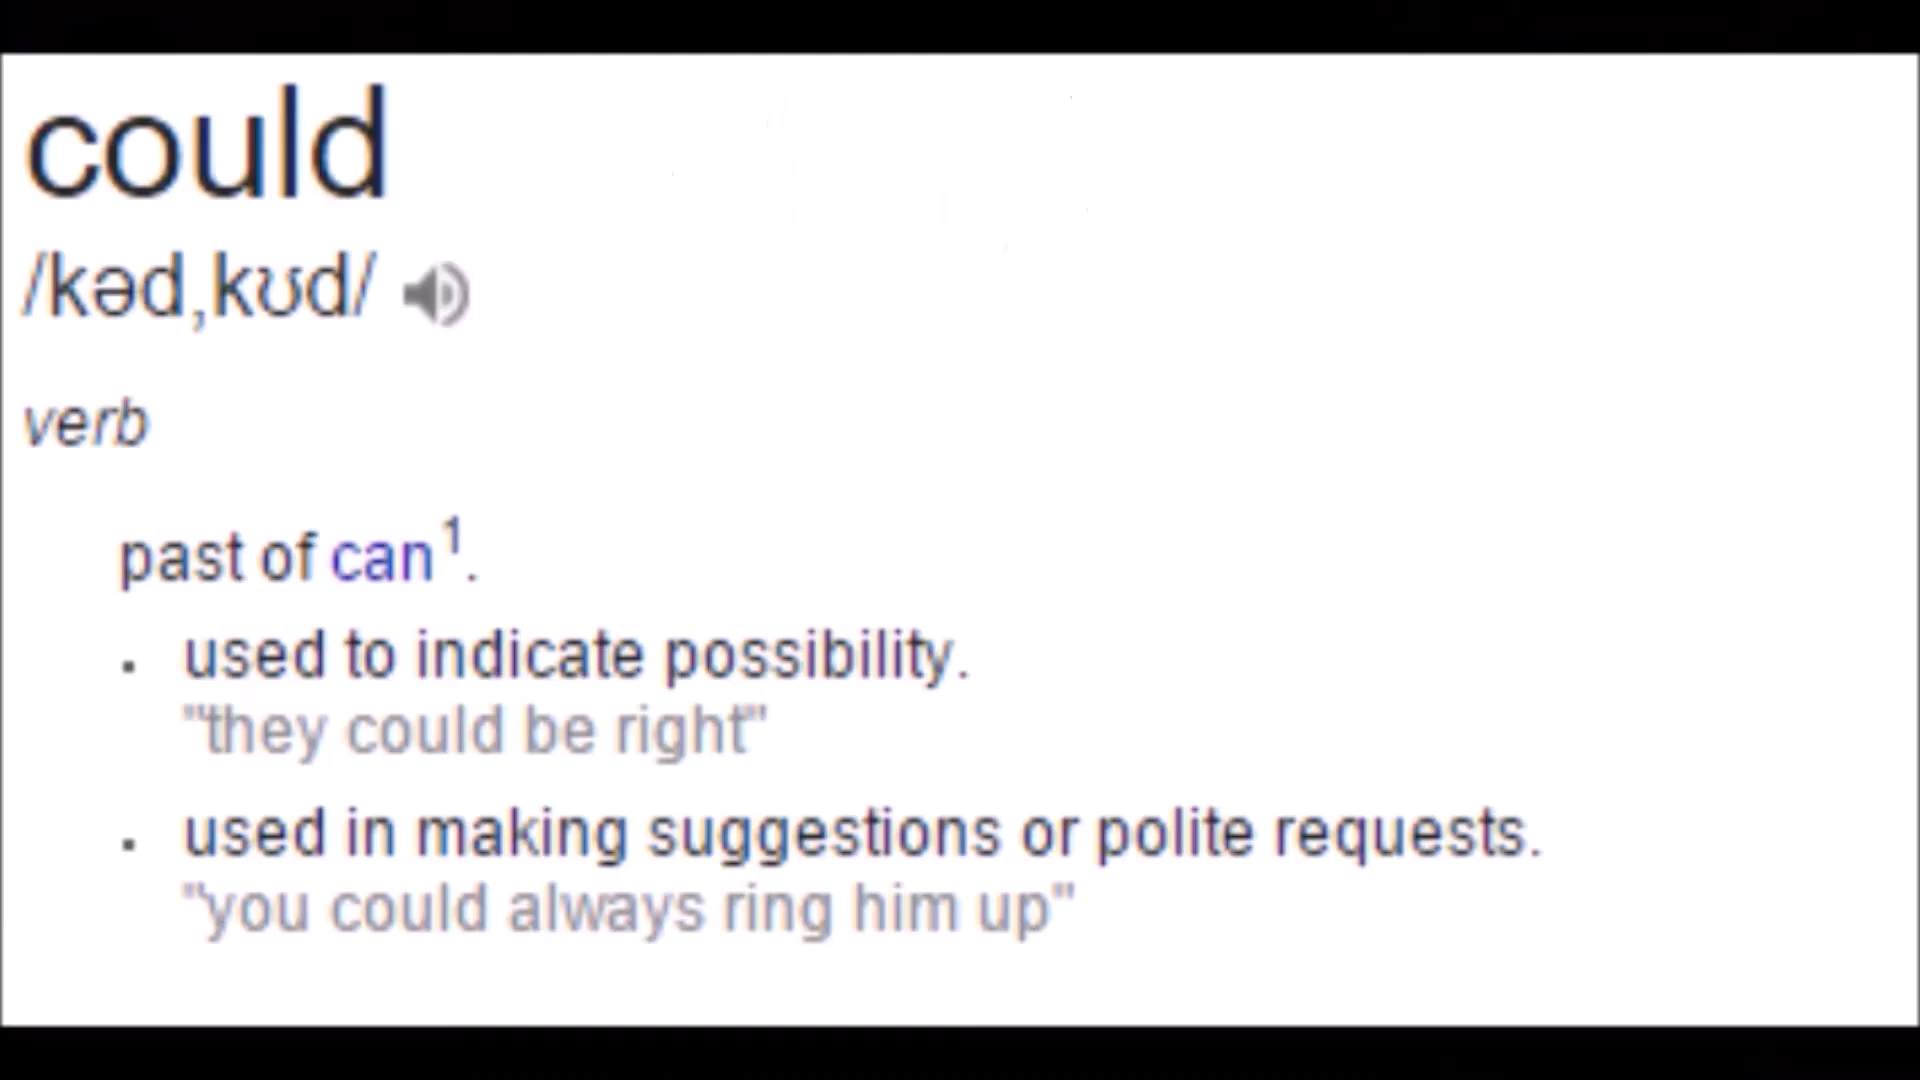 could
/kəd,kʊd/
verb
past of can¹.
▪ used to indicate possibility.
"they could be right"
▪ used in making suggestions or polite requests.
"you could always ring him up"